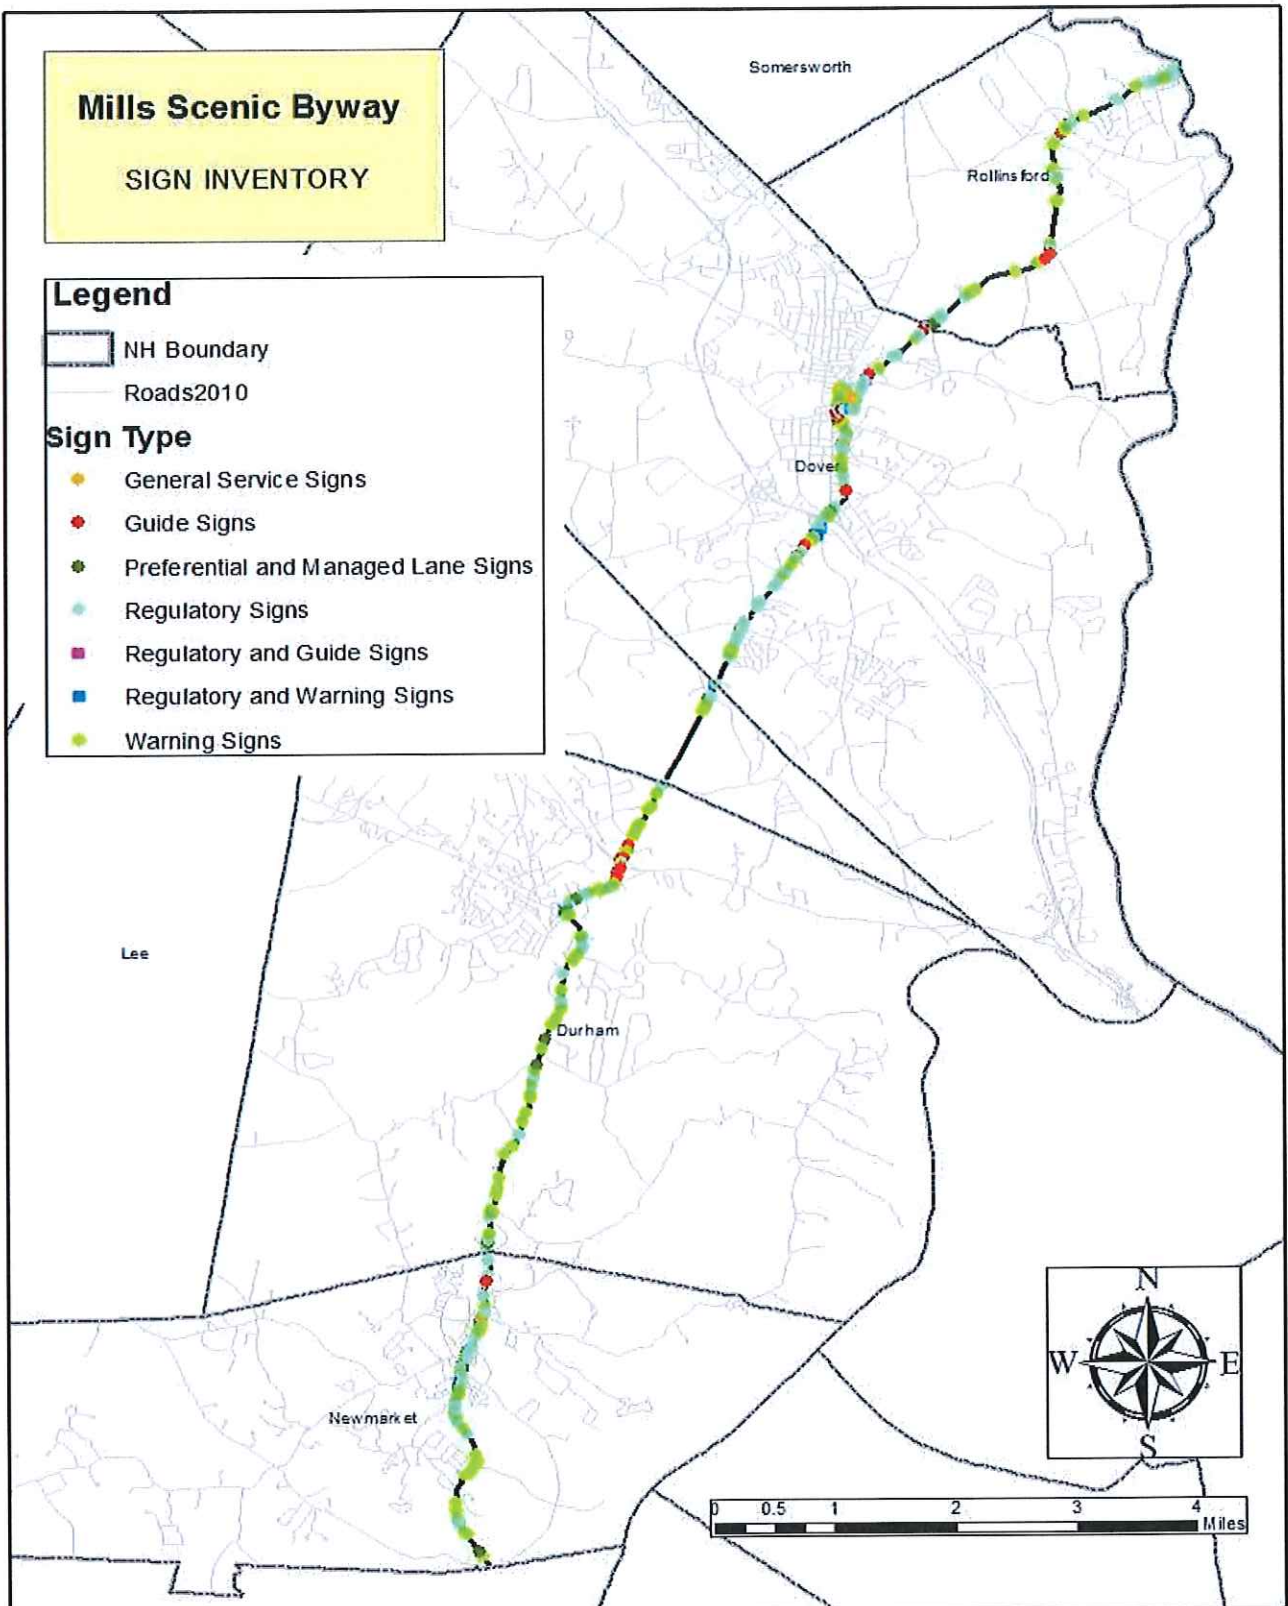 Mills Scenic Byway
SIGN INVENTORY
Legend
NH Boundary
Roads2010
Sign Type
General Service Signs
Guide Signs
Preferential and Managed Lane Signs
Regulatory Signs
Regulatory and Guide Signs
Regulatory and Warning Signs
Warning Signs
Somersworth
Rollinsford
Dover
Lee
Durham
Newmarket
N
W E
S
0 0.5 1 2 3 4
Miles